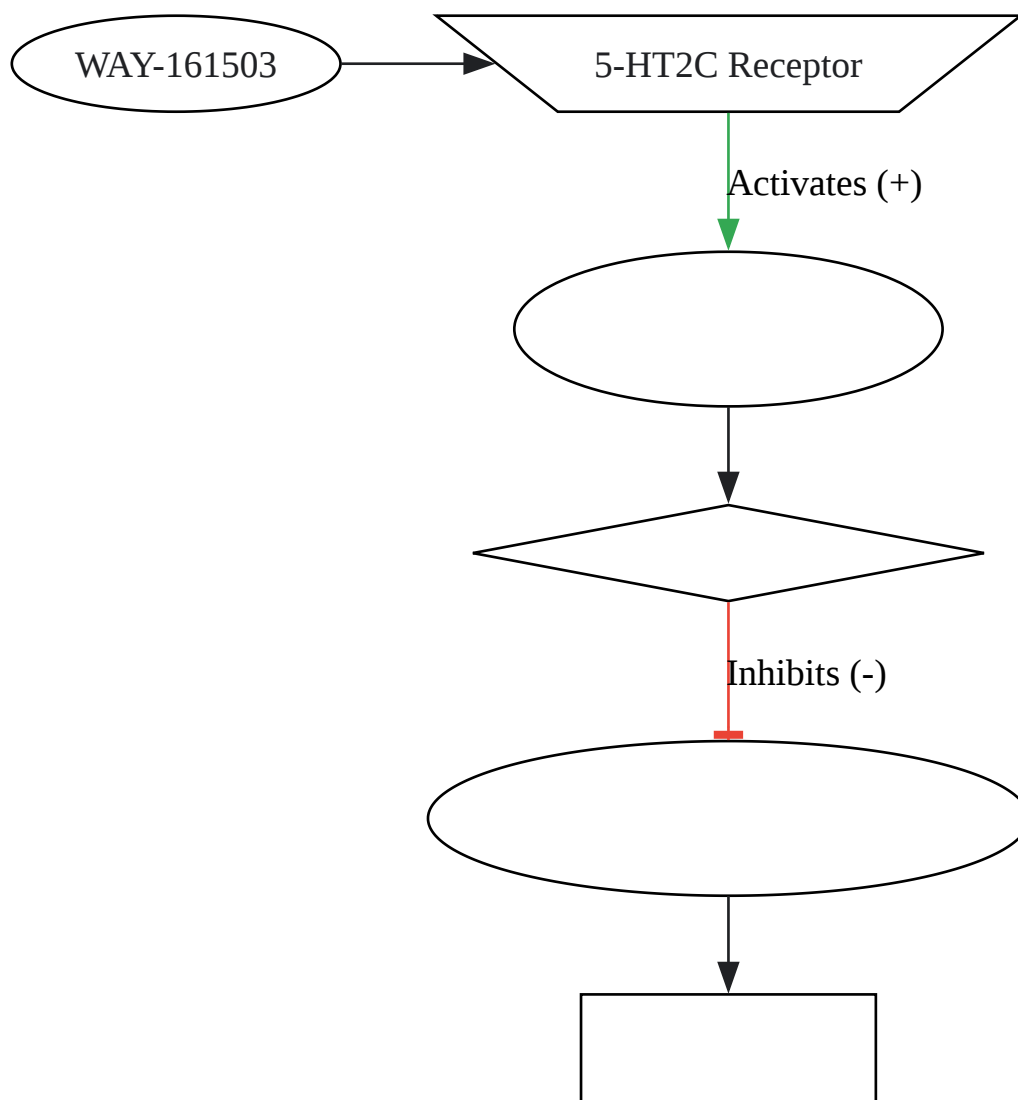 WAY-161503
5-HT2C Receptor
Activates (+)
Inhibits (-)